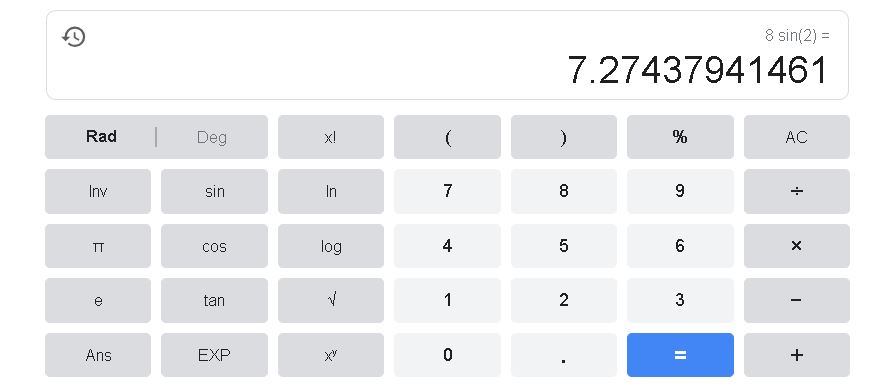 8 sin(2) =
7.27437941461
Rad | Deg x! ( ) % AC
Inv sin ln 7 8 9 ÷
π cos log 4 5 6 ×
e tan √ 1 2 3 −
Ans EXP xʸ 0 . = +